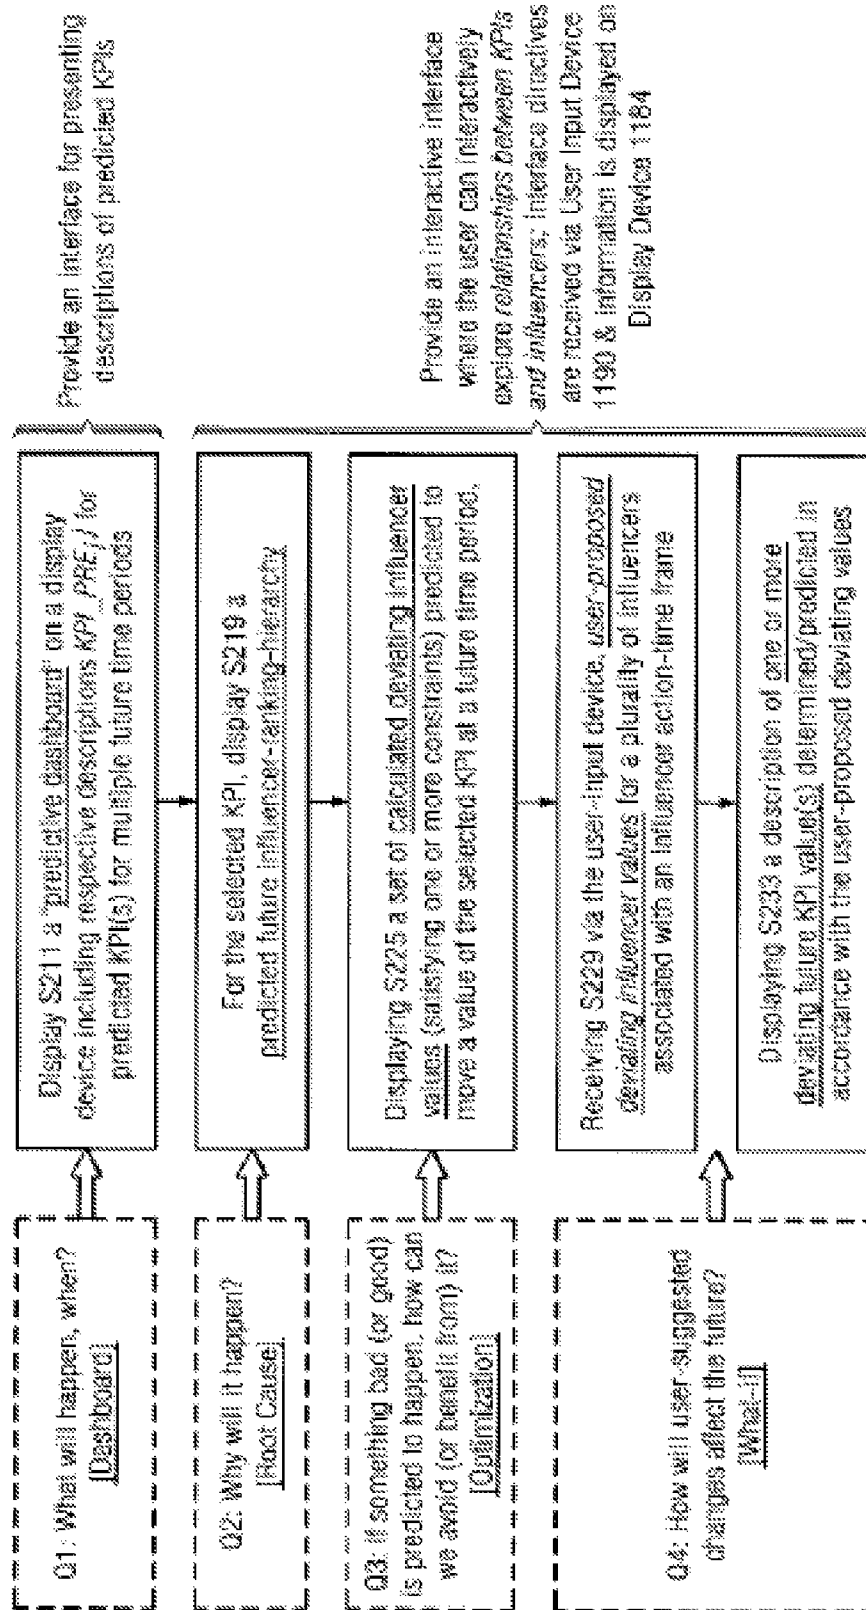 Q1: What will happen, when?
[Dashboard]
Display S211 a "predictive dashboard" on a display
device including respective descriptions KPI_PRE_i) for
predicted KPI(s) for multiple future time periods
Provide an interface for presenting
descriptions of predicted KPIs
Q2: Why will it happen?
[Root Cause]
For the selected KPI, display S219 a
predicted future influencer-ranking-hierarchy
Q3: If something bad (or good)
is predicted to happen, how can
we avoid (or benefit from) it?
[Optimization]
Displaying S225 a set of calculated deviating influencer
values (satisfying one or more constraints) predicted to
move a value of the selected KPI at a future time period.
Q4: How will user-suggested
changes affect the future?
[What-if]
Receiving S229 via the user-input device, user-proposed
deviating influencer values for a plurality of influencers
associated with an influencer action-time frame
Displaying S233 a description of one or more
deviating future KPI value(s) determined/predicted in
accordance with the user-proposed deviating values
Provide an interactive interface
where the user can interactively
explore relationships between KPIs
and influencers; Interface directives
are received via User Input Device
1190 & information is displayed on
Display Device 1184